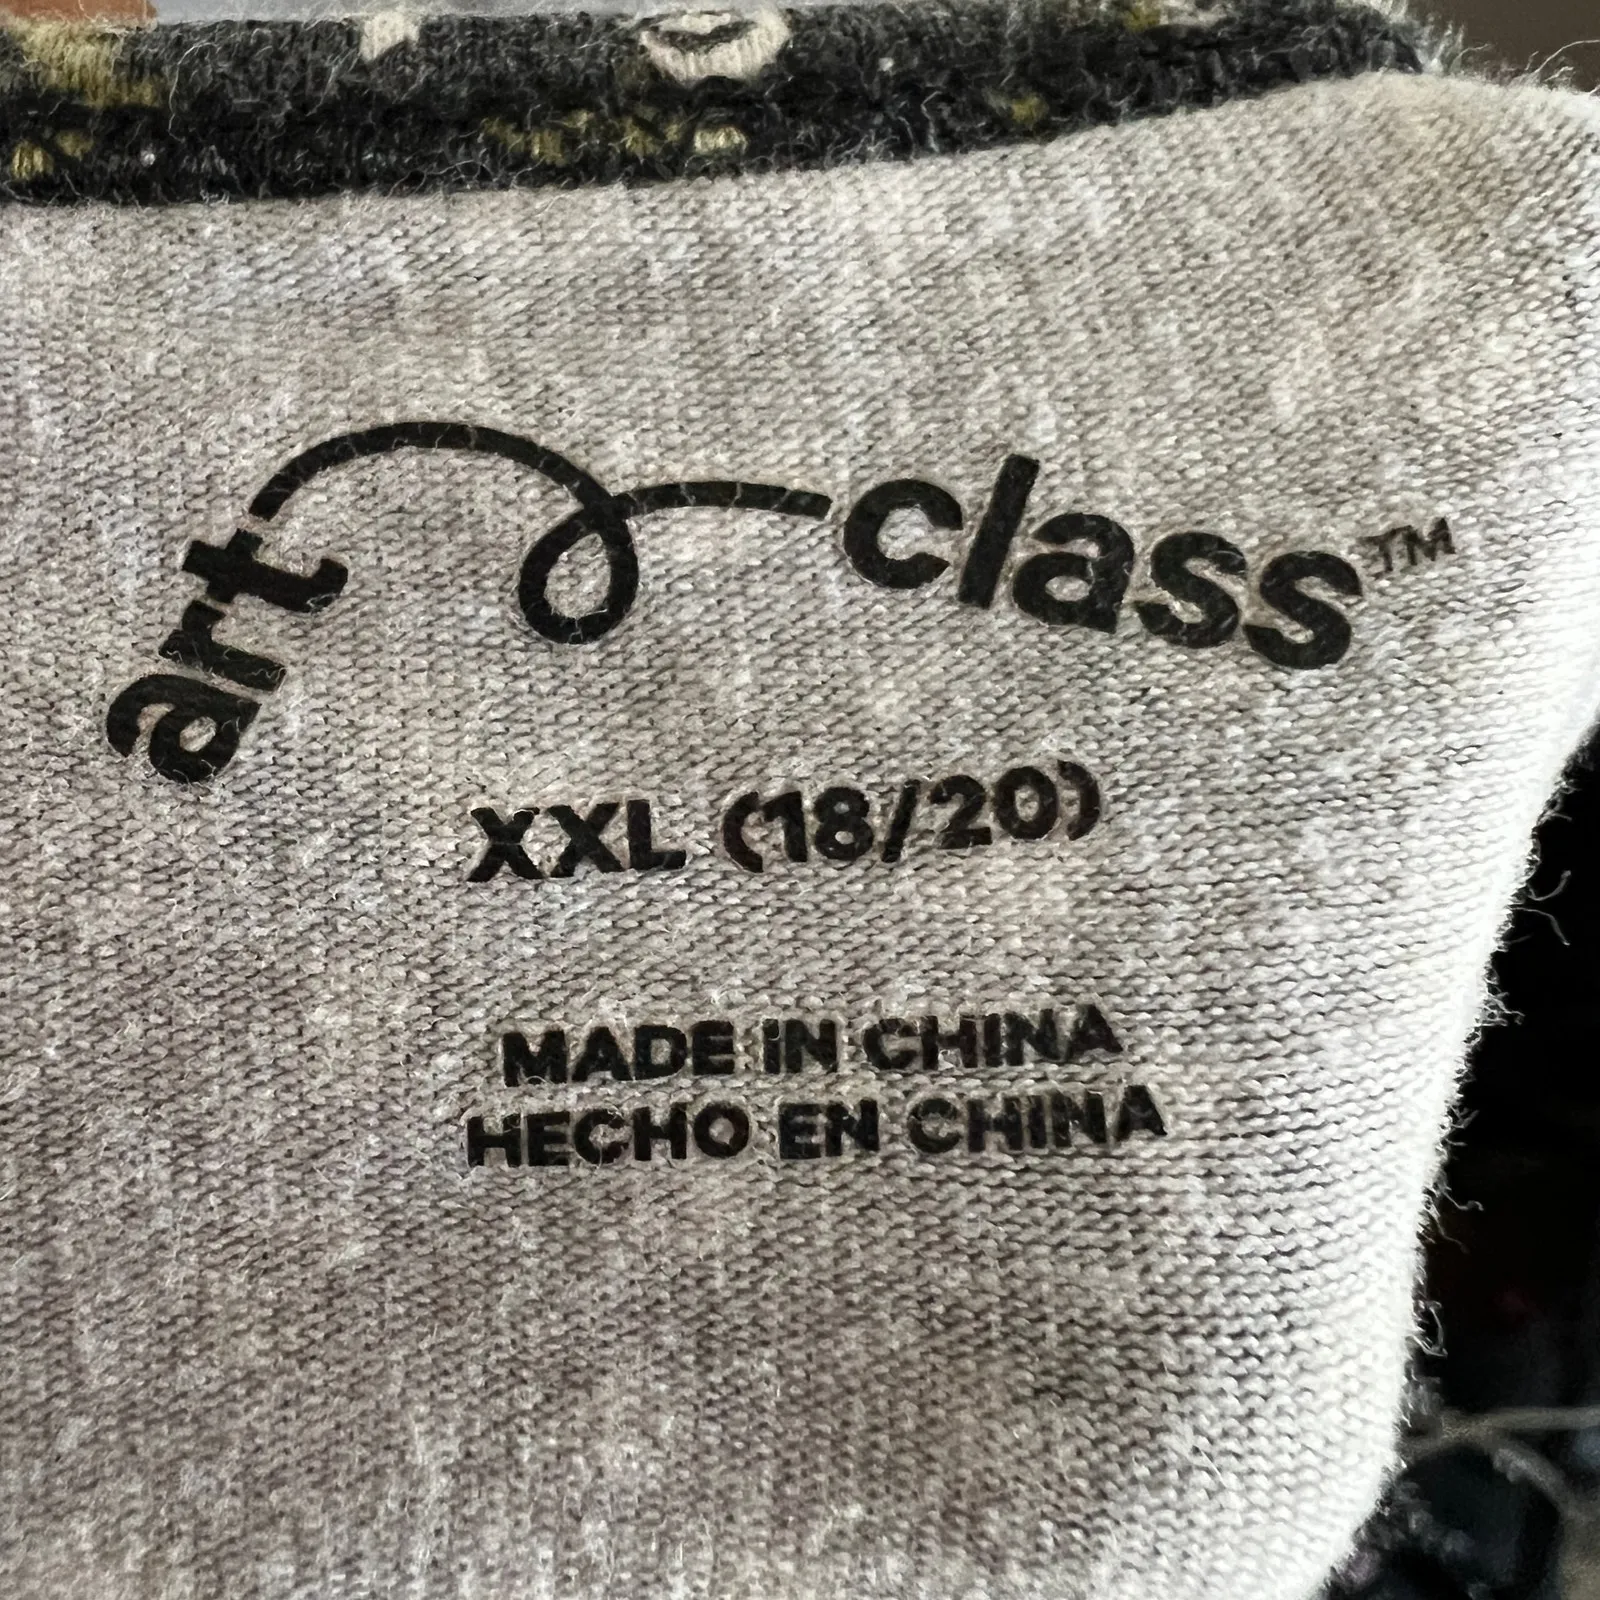 art class™
XXL (18/20)
MADE IN CHINA
HECHO EN CHINA